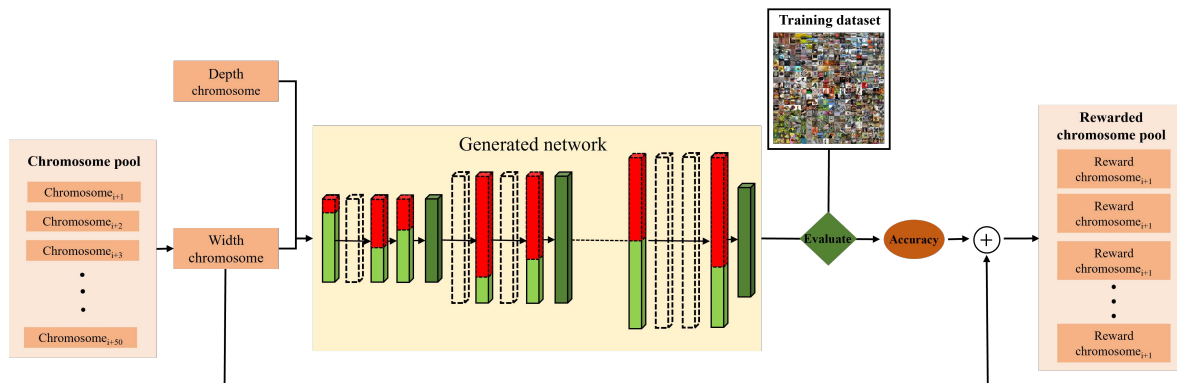 Chromosome pool
Chromosome_{i+1}
Chromosome_{i+2}
Chromosome_{i+3}
Chromosome_{i+50}
Depth
chromosome
Width
chromosome
Generated network
Training dataset
Evaluate
Accuracy
+
Rewarded
chromosome pool
Reward
chromosome_{i+1}
Reward
chromosome_{i+1}
Reward
chromosome_{i+1}
Reward
chromosome_{i+1}